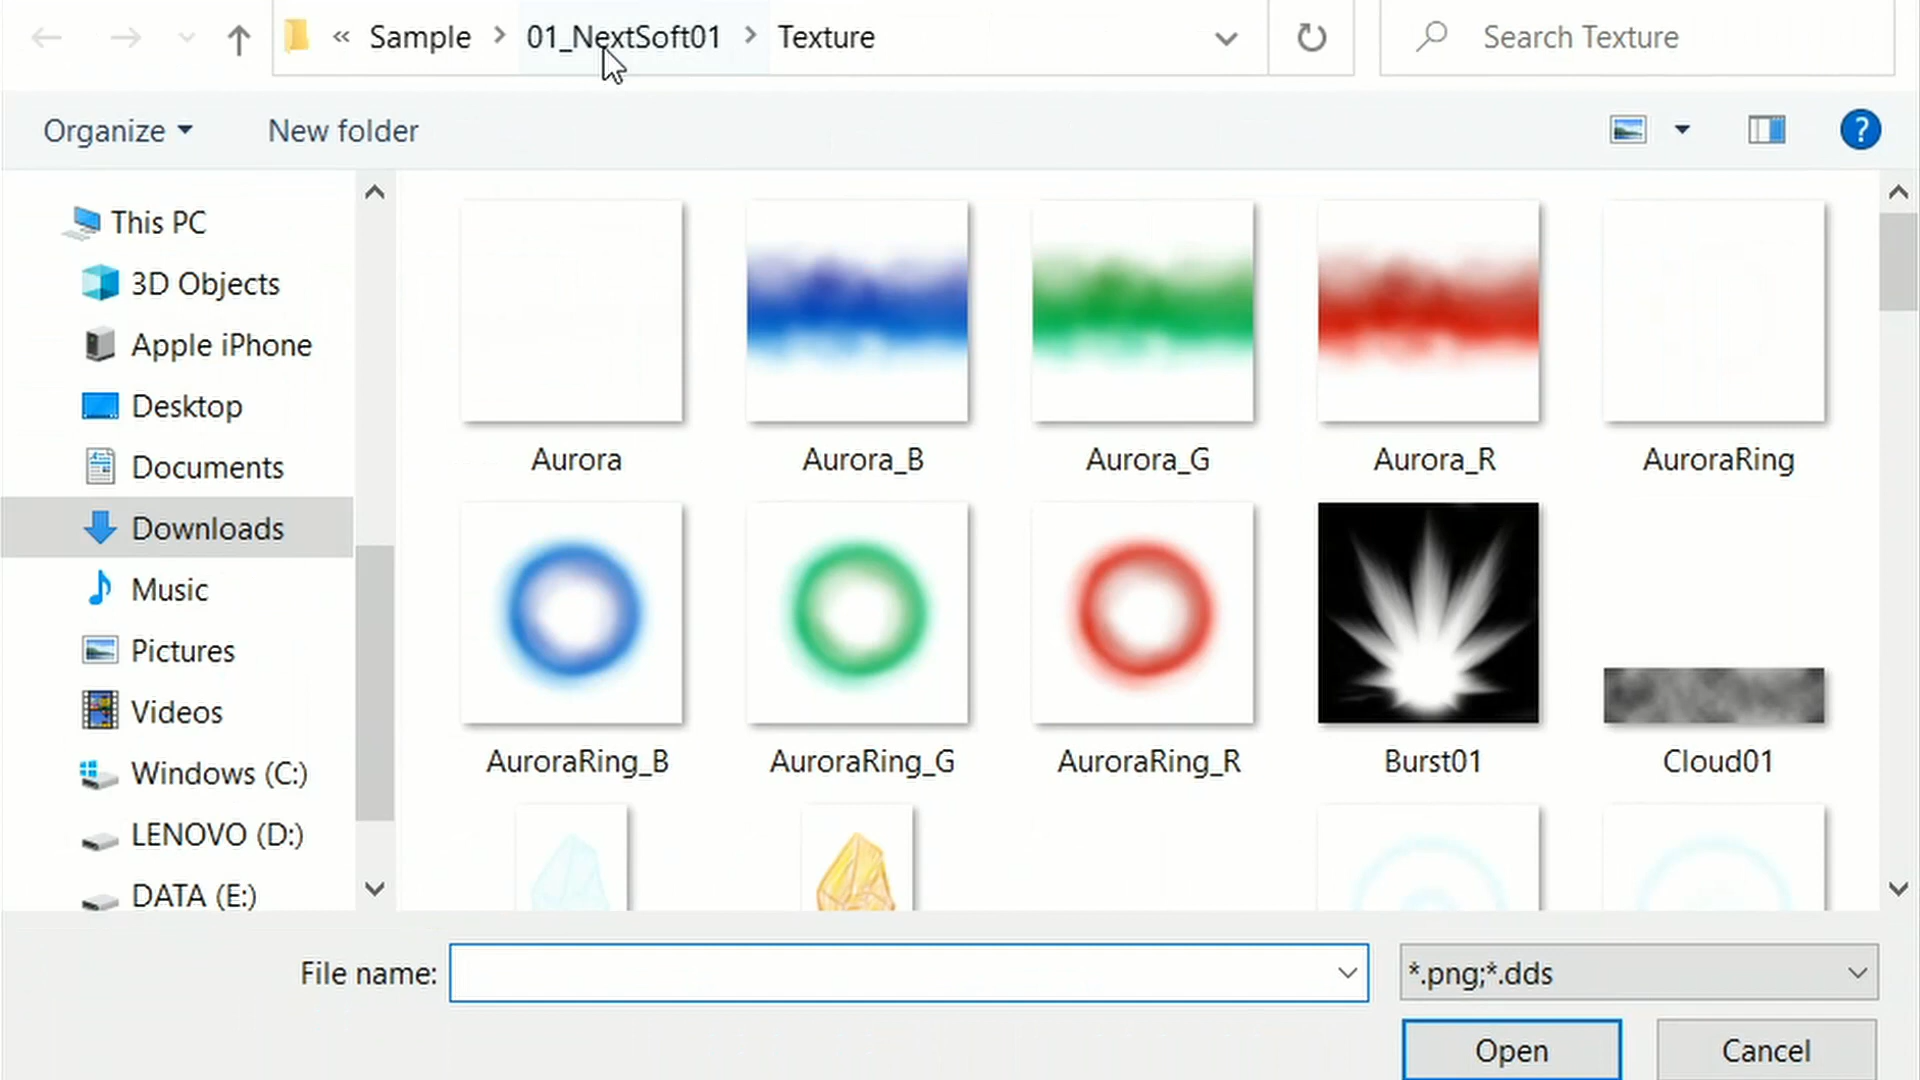 « Sample > 01_NextSoft01 > Texture
Search Texture
Organize
New folder
?
This PC
3D Objects
Apple iPhone
Desktop
Documents
Downloads
Music
Pictures
Videos
Windows (C:)
LENOVO (D:)
DATA (E:)
Aurora
Aurora_B
Aurora_G
Aurora_R
AuroraRing
AuroraRing_B
AuroraRing_G
AuroraRing_R
Burst01
Cloud01
File name:
*.png;*.dds
Open
Cancel